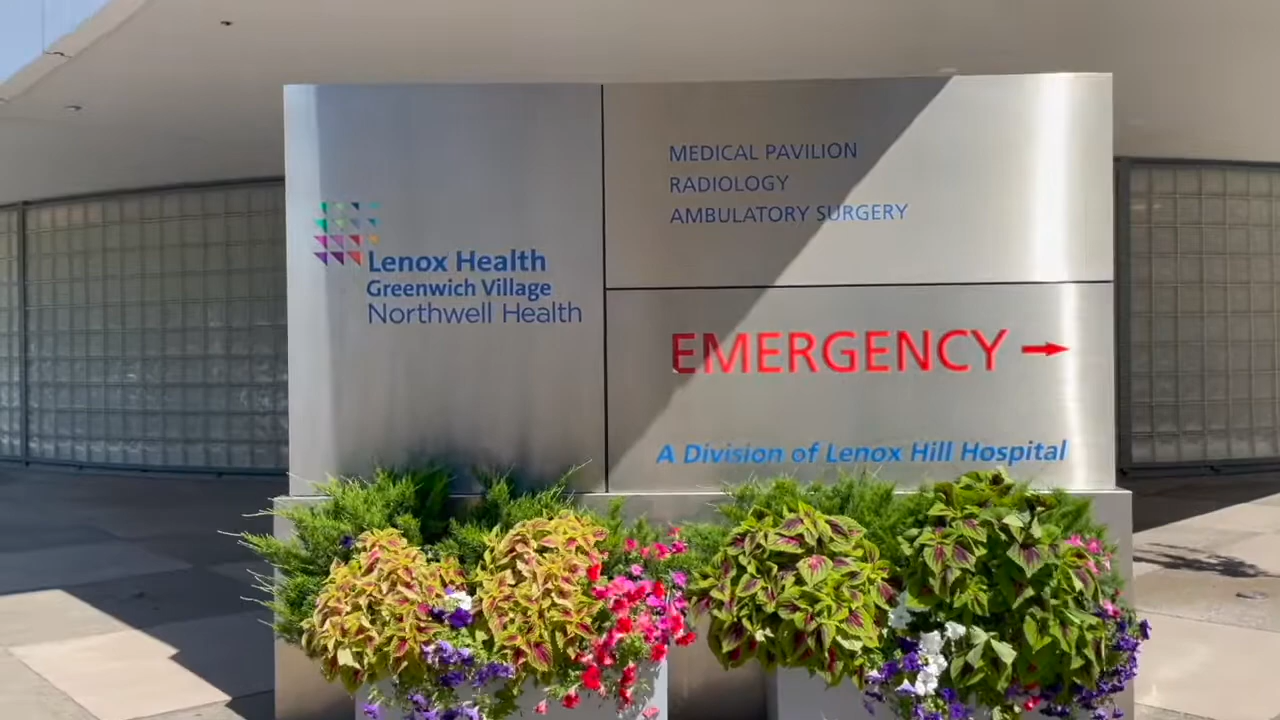 Lenox Health
Greenwich Village
Northwell Health
MEDICAL PAVILION
RADIOLOGY
AMBULATORY SURGERY
EMERGENCY →
A Division of Lenox Hill Hospital